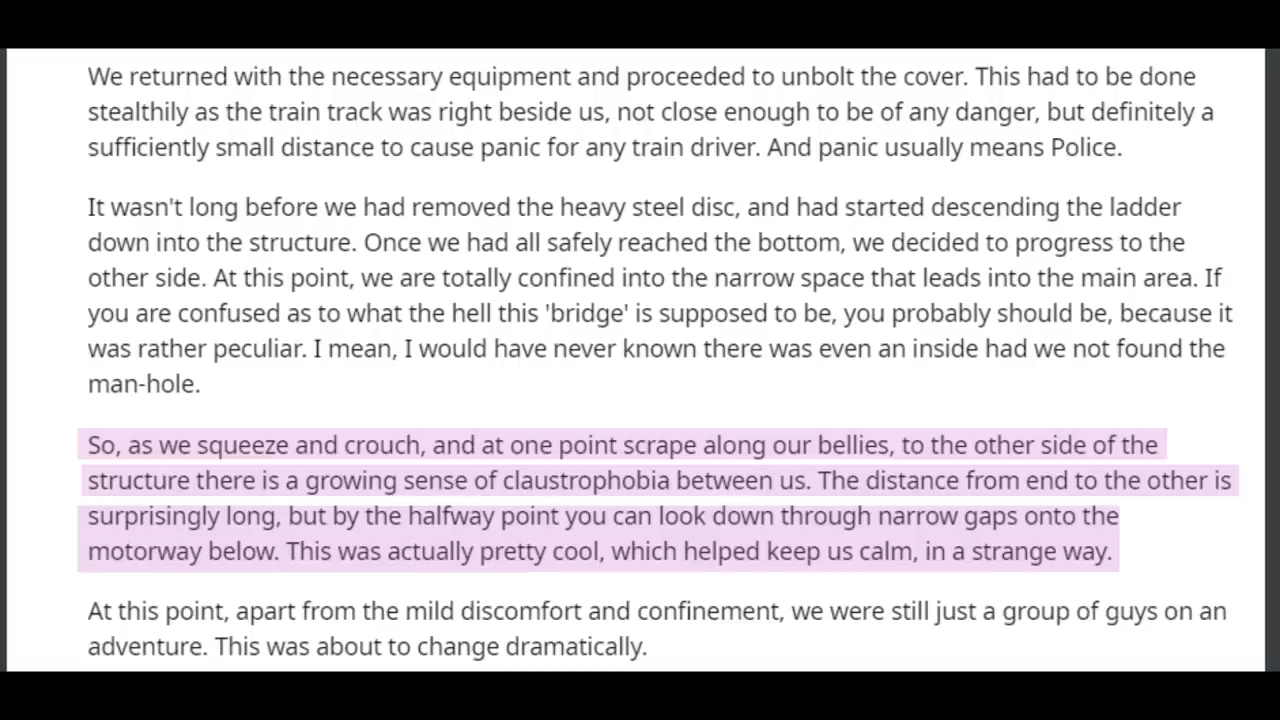 We returned with the necessary equipment and proceeded to unbolt the cover. This had to be done
stealthily as the train track was right beside us, not close enough to be of any danger, but definitely a
sufficiently small distance to cause panic for any train driver. And panic usually means Police.
It wasn't long before we had removed the heavy steel disc, and had started descending the ladder
down into the structure. Once we had all safely reached the bottom, we decided to progress to the
other side. At this point, we are totally confined into the narrow space that leads into the main area. If
you are confused as to what the hell this 'bridge' is supposed to be, you probably should be, because it
was rather peculiar. I mean, I would have never known there was even an inside had we not found the
man-hole.
So, as we squeeze and crouch, and at one point scrape along our bellies, to the other side of the
structure there is a growing sense of claustrophobia between us. The distance from end to the other is
surprisingly long, but by the halfway point you can look down through narrow gaps onto the
motorway below. This was actually pretty cool, which helped keep us calm, in a strange way.
At this point, apart from the mild discomfort and confinement, we were still just a group of guys on an
adventure. This was about to change dramatically.